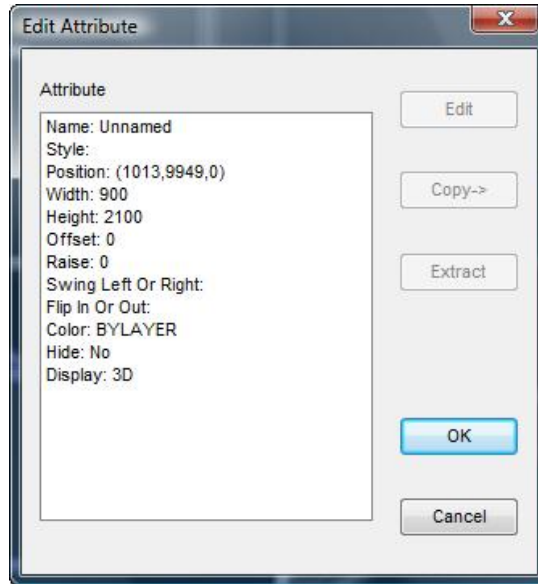 Edit Attribute
Attribute
Name: Unnamed
Style:
Position: (1013,9949,0)
Width: 900
Height: 2100
Offset: 0
Raise: 0
Swing Left Or Right:
Flip In Or Out:
Color: BYLAYER
Hide: No
Display: 3D
Edit
Copy->
Extract
OK
Cancel